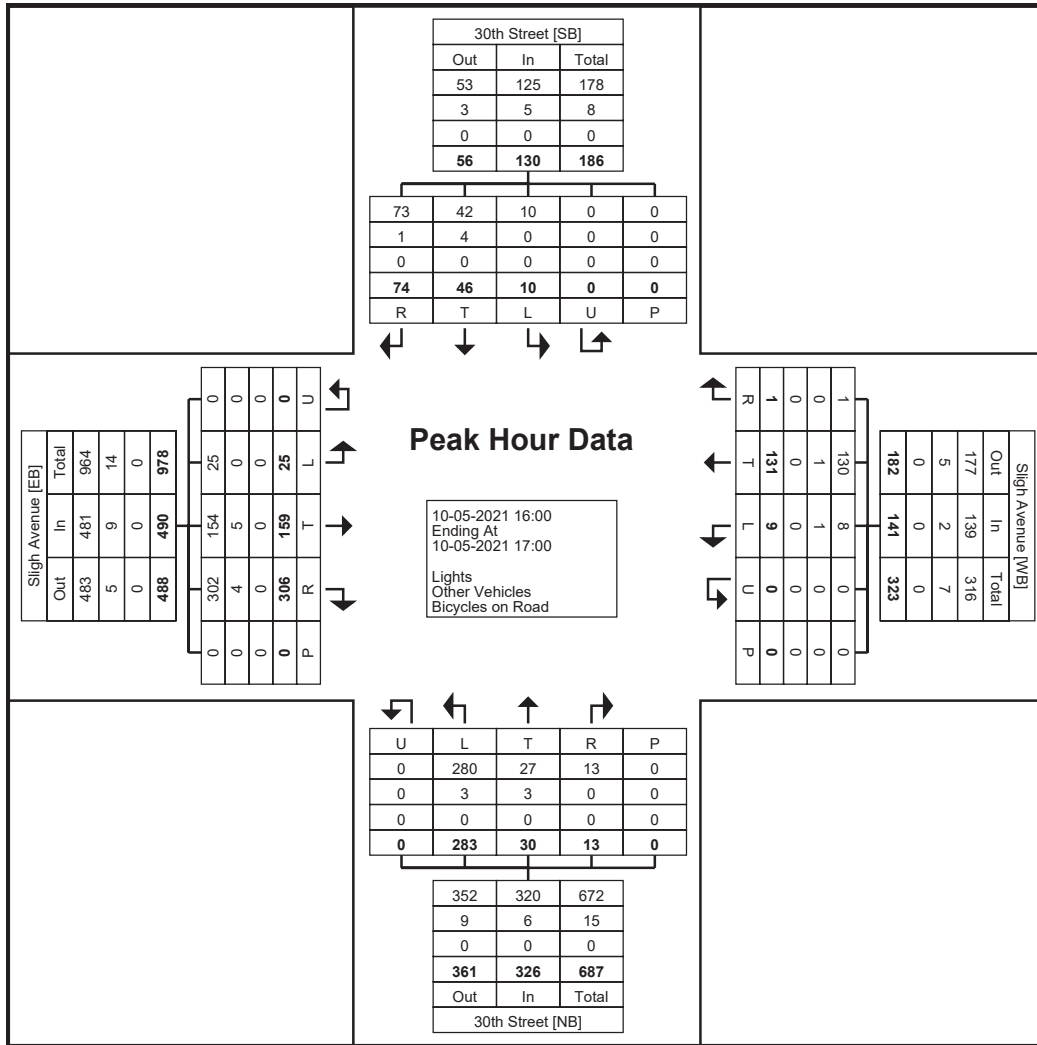 30th Street [SB]
Out In Total
53 125 178
3 5 8
0 0 0
56 130 186
73 42 10 0 0
1 4 0 0 0
0 0 0 0 0
74 46 10 0 0
R T L U P
Sligh Avenue [EB]
Total In Out
964 481 483
14 9 5
0 0 0
978 490 488
0 25 154 302 0
0 0 5 4 0
0 0 0 0 0
0 25 159 306 0
U L T R P
Peak Hour Data
10-05-2021 16:00
Ending At
10-05-2021 17:00
Lights
Other Vehicles
Bicycles on Road
Sligh Avenue [WB]
Out In Total
177 139 316
5 2 7
0 0 0
182 141 323
1 130 8 0 0
0 1 1 0 0
0 0 0 0 0
1 131 9 0 0
R T L U P
U L T R P
0 280 27 13 0
0 3 3 0 0
0 0 0 0 0
0 283 30 13 0
352 320 672
9 6 15
0 0 0
361 326 687
Out In Total
30th Street [NB]